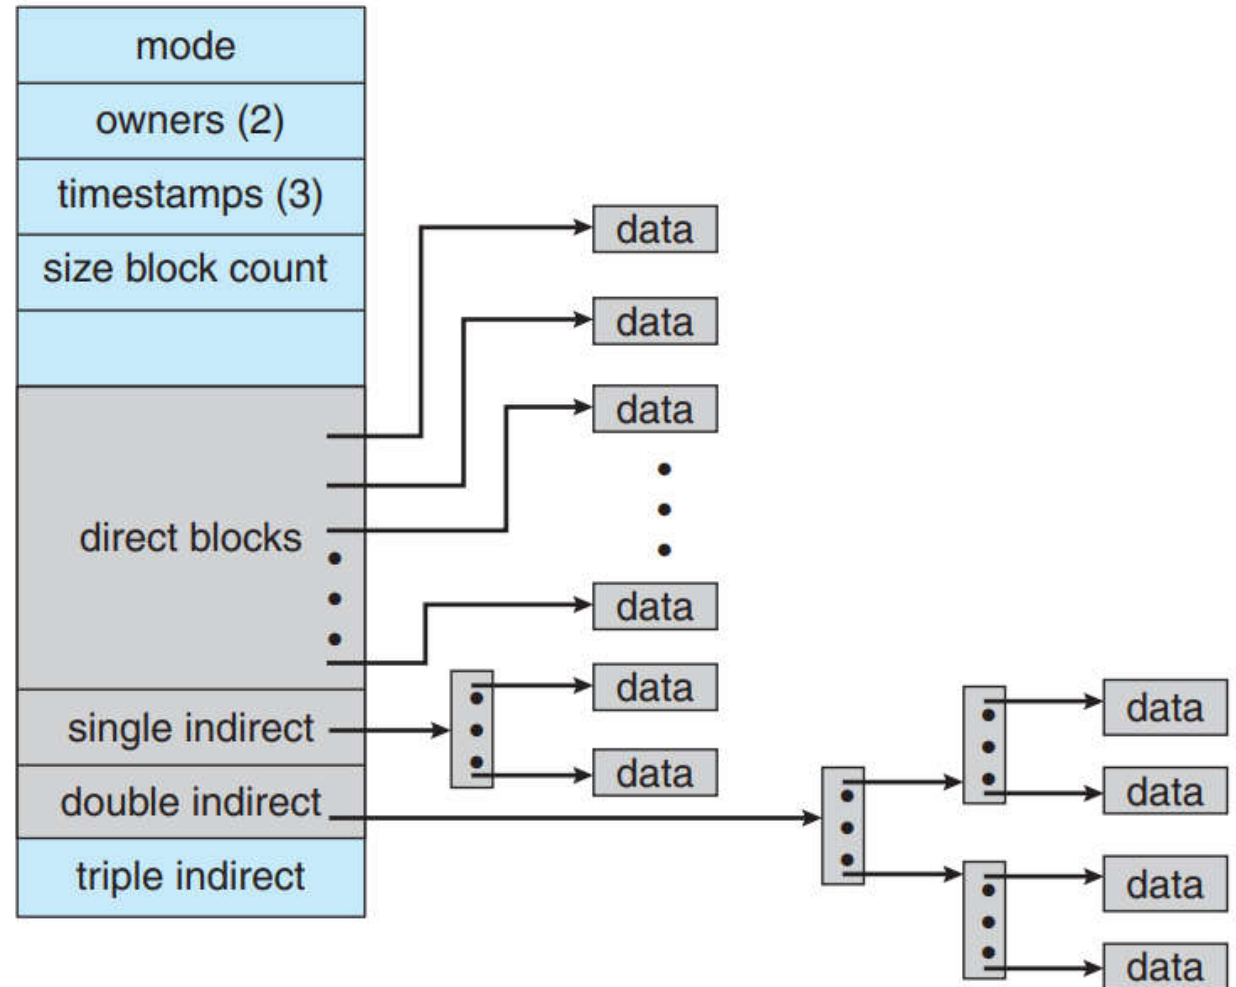 mode
owners (2)
timestamps (3)
size block count
direct blocks
single indirect
double indirect
triple indirect
data
data
data
data
data
data
data
data
data
data